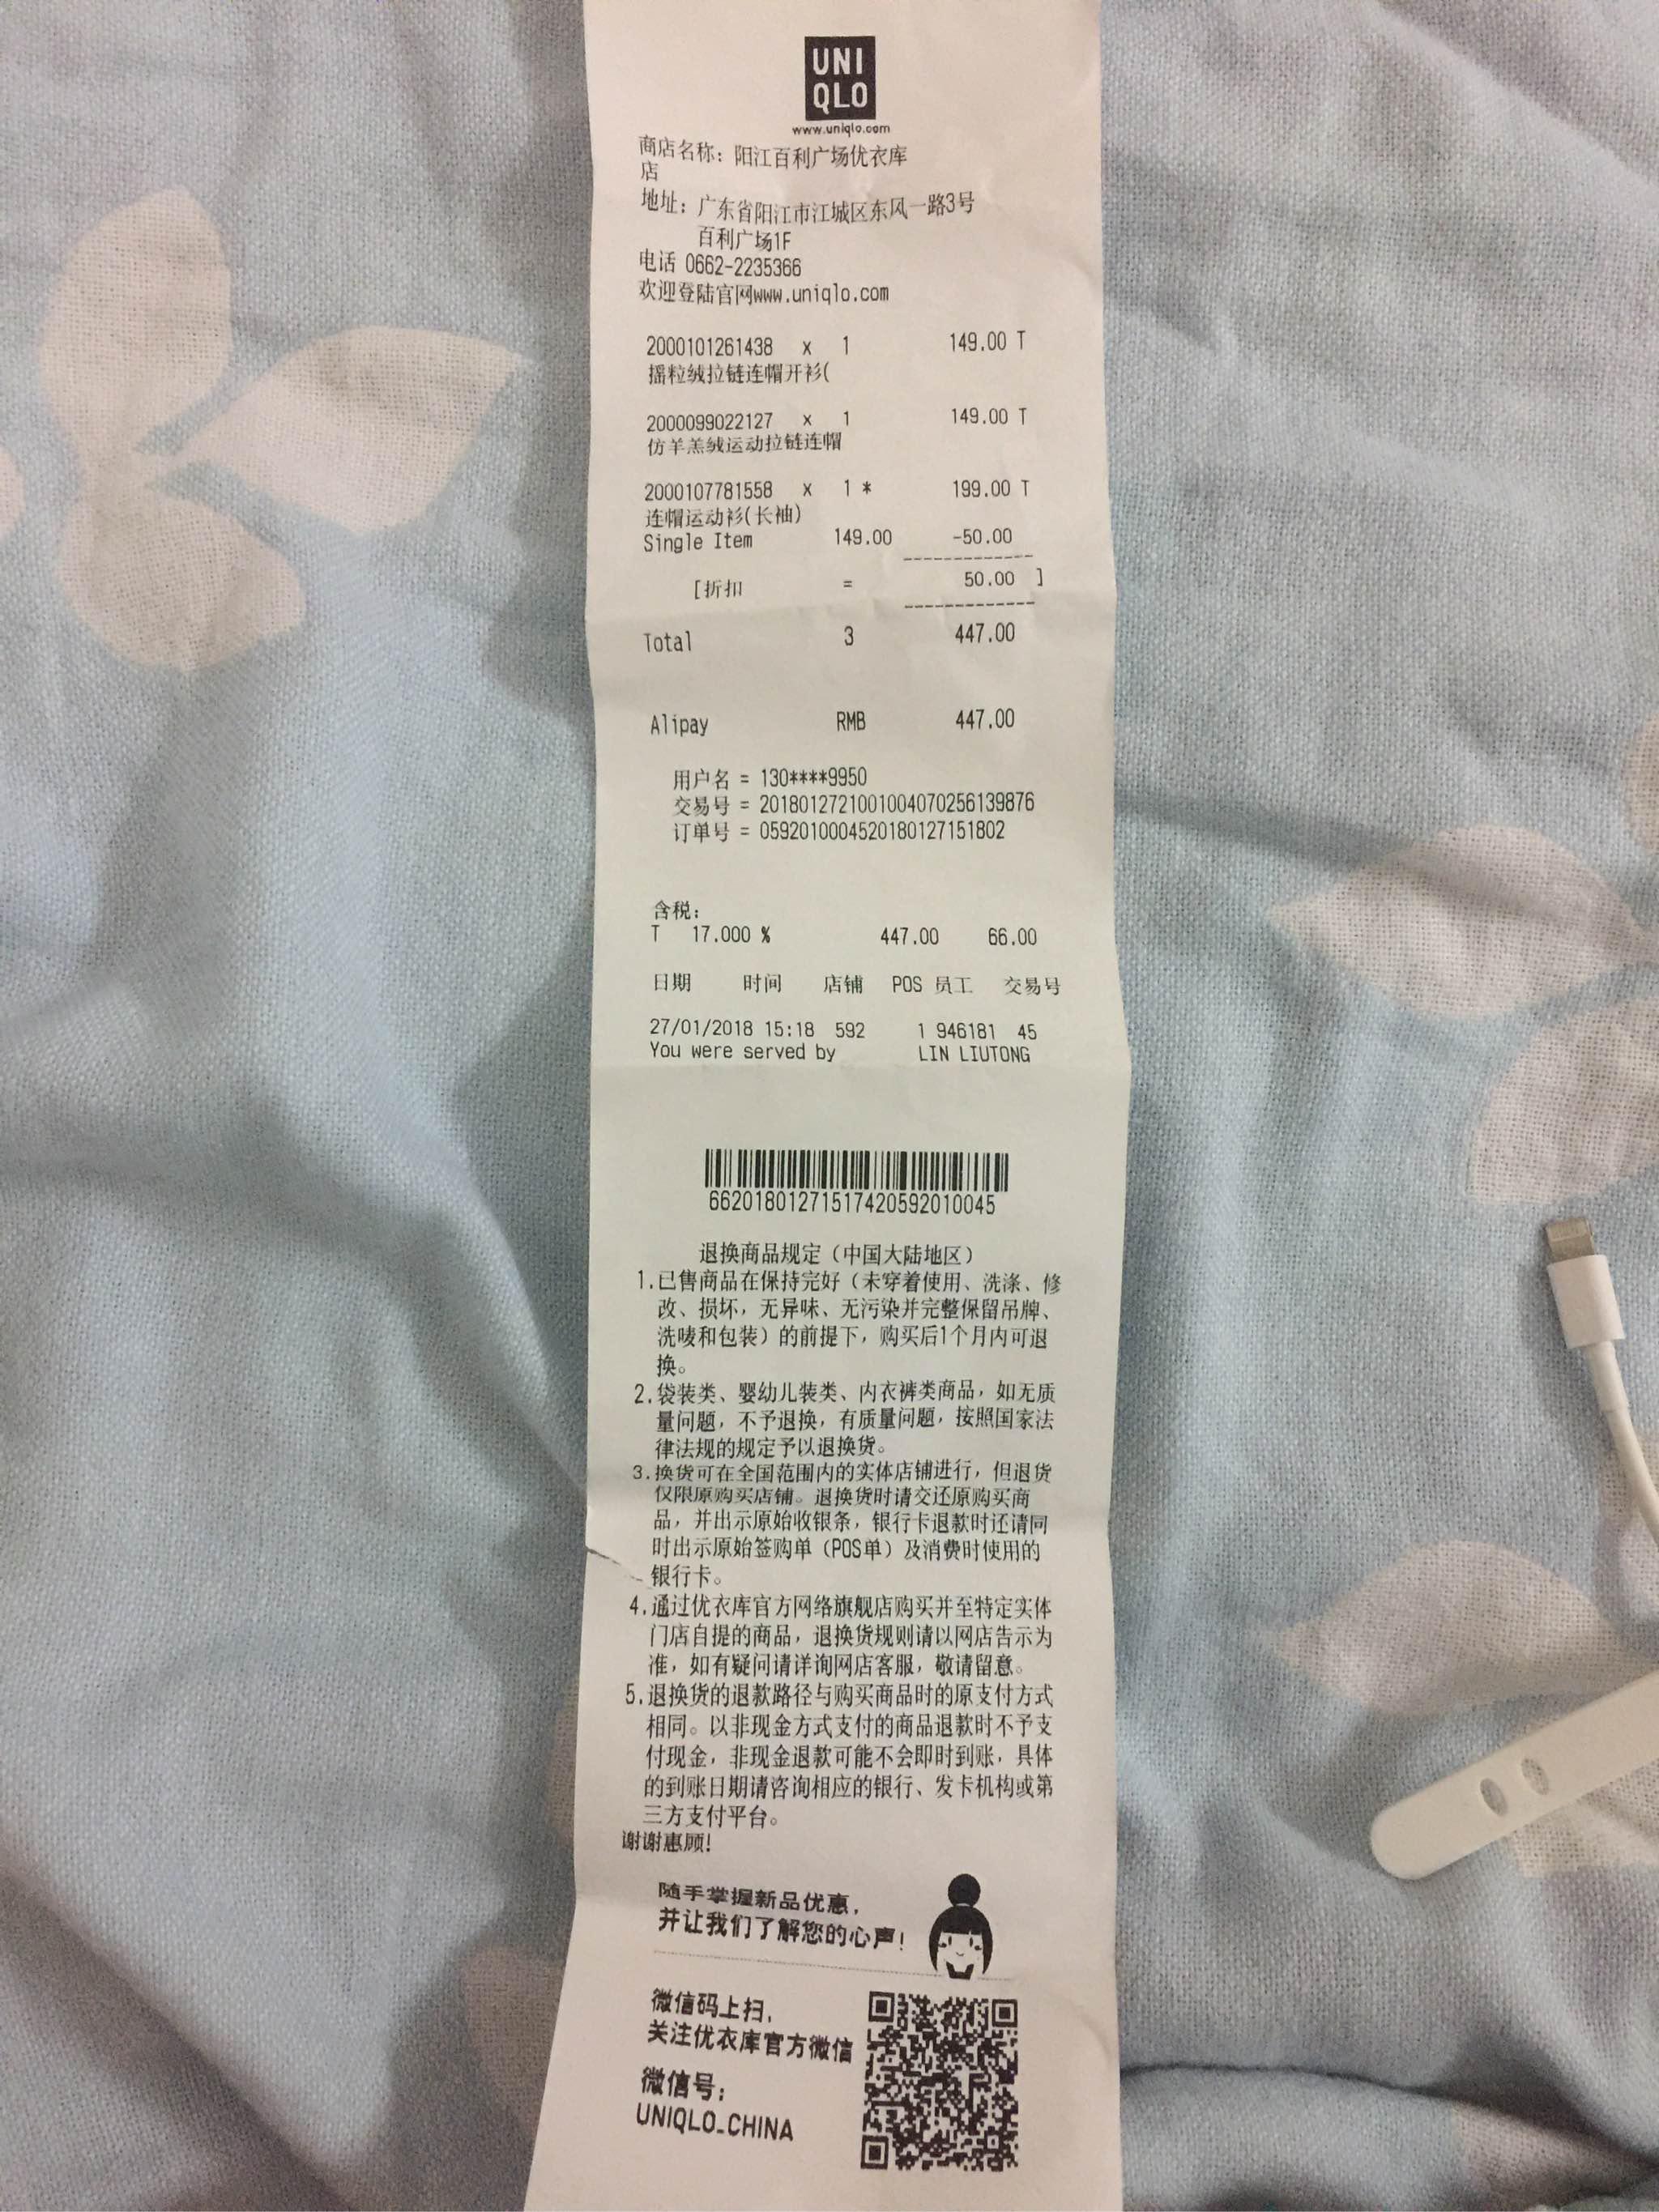 UNI
QLO
www.uniqlo.com
商店名称：阳江百利广场优衣库
店
地址：广东省阳江市江城区东风一路3号
百利广场1F
电话 0662-2235366
欢迎登陆官网www.uniqlo.com
2000101261438 x 1 149.00 T
摇粒绒拉链连帽开衫(
2000099022127 x 1 149.00 T
仿羊羔绒运动拉链连帽
2000107781558 x 1 * 199.00 T
连帽运动衫(长袖)
Single Item 149.00 -50.00
[折扣 = 50.00 ]
Total 3 447.00
Alipay RMB 447.00
用户名 = 130****9950
交易号 = 2018012721001004070256139876
订单号 = 0592010004520180127151802
含税：
T 17.000 % 447.00 66.00
日期 时间 店铺 POS 员工 交易号
27/01/2018 15:18 592 1 946181 45
You were served by LIN LIUTONG
6620180127151742059201​0045
退换商品规定（中国大陆地区）
1.已售商品在保持完好（未穿着使用、洗涤、修
改、损坏，无异味、无污染并完整保留吊牌、
洗唛和包装）的前提下，购买后1个月内可退
换。
2.袋装类、婴幼儿装类、内衣裤类商品，如无质
量问题，不予退换，有质量问题，按照国家法
律法规的规定予以退换货。
3.换货可在全国范围内的实体店铺进行，但退货
仅限原购买店铺。退换货时请交还原购买商
品，并出示原始收银条，银行卡退款时还请同
时出示原始签购单（POS单）及消费时使用的
银行卡。
4.通过优衣库官方网络旗舰店购买并至特定实体
门店自提的商品，退换货规则请以网店告示为
准，如有疑问请详询网店客服，敬请留意。
5.退换货的退款路径与购买商品时的原支付方式
相同。以非现金方式支付的商品退款时不予支
付现金，非现金退款可能不会即时到账，具体
的到账日期请咨询相应的银行、发卡机构或第
三方支付平台。
谢谢惠顾!
随手掌握新品优惠，
并让我们了解您的心声！
微信码上扫，
关注优衣库官方微信
微信号：
UNIQLO_CHINA